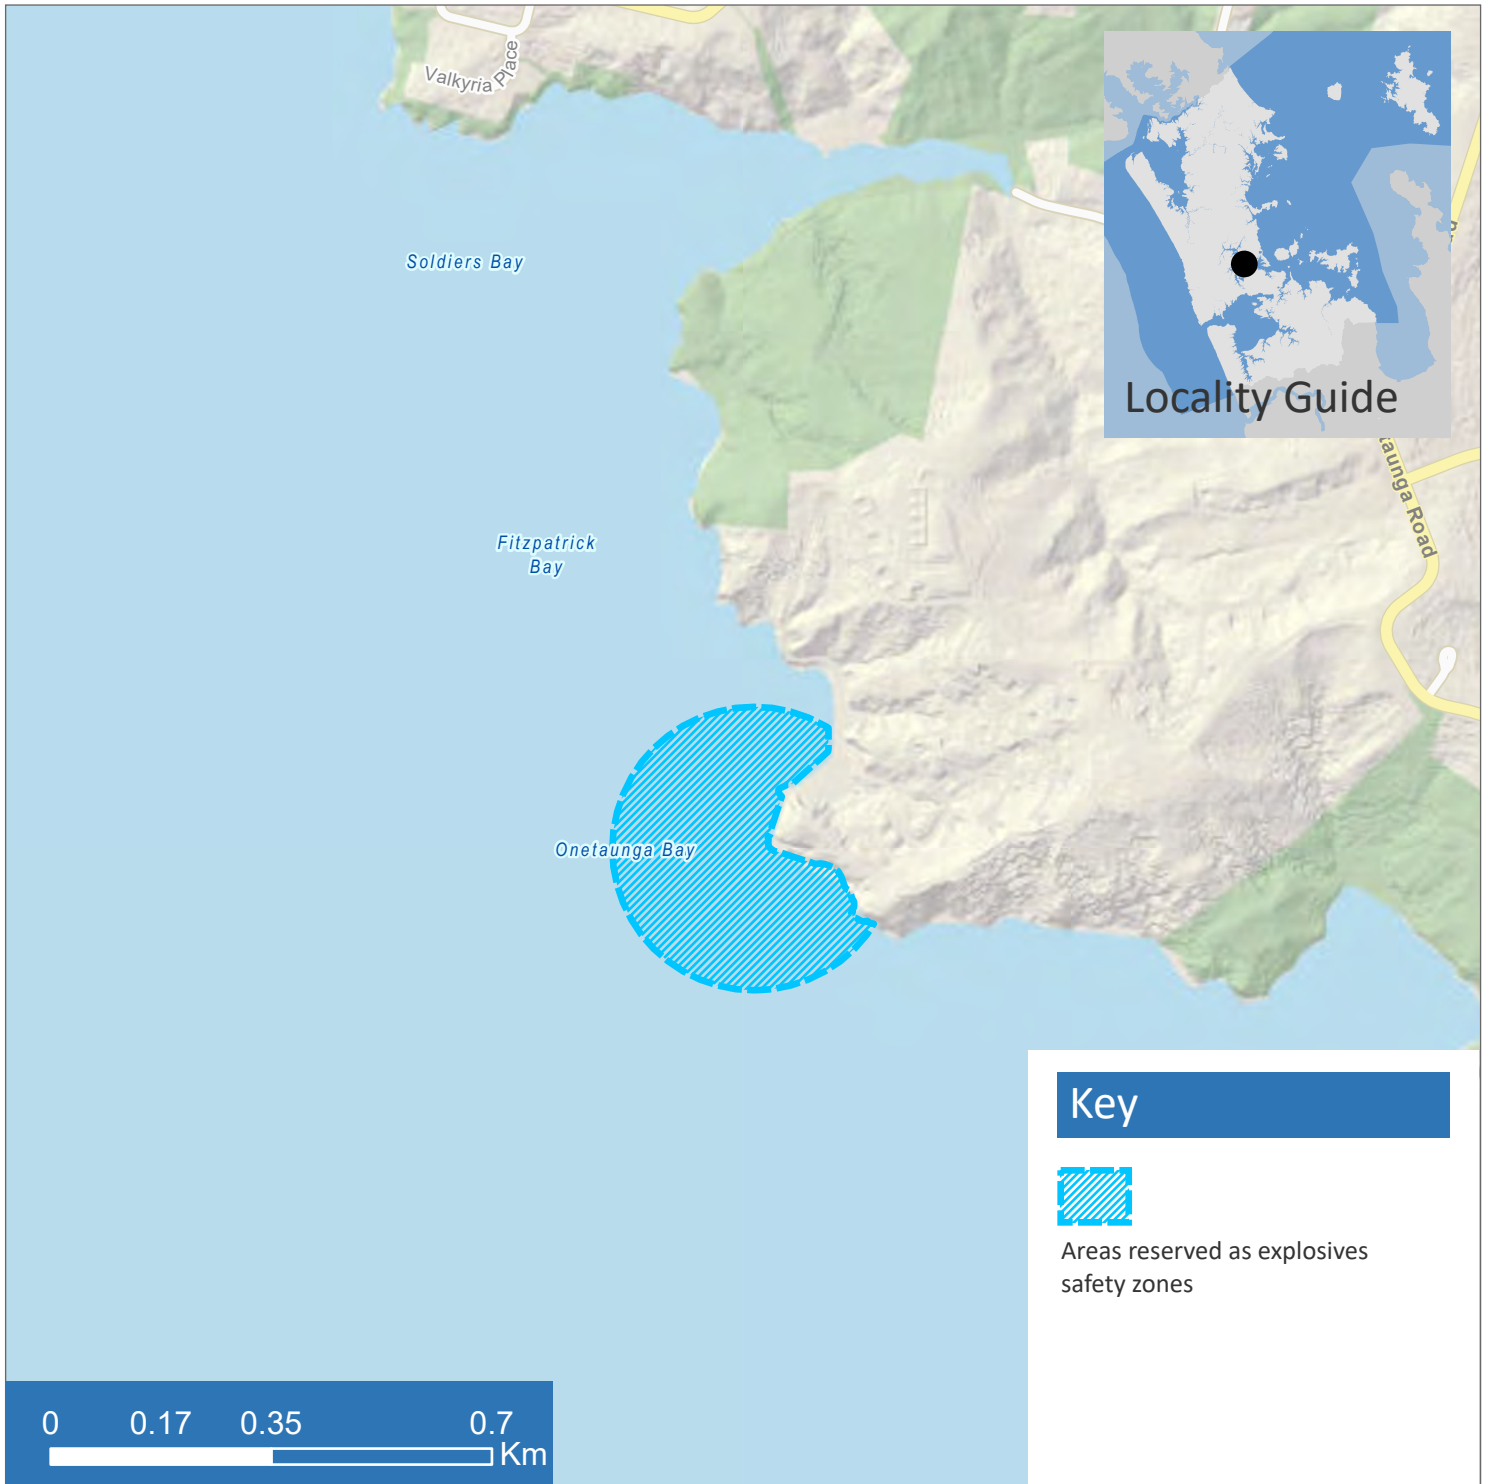 Valkyria Place
Soldiers Bay
Locality Guide
taunga Road
Fitzpatrick
Bay
Onetaunga Bay
Key
Areas reserved as explosives
safety zones
0 0.17 0.35 0.7
Km